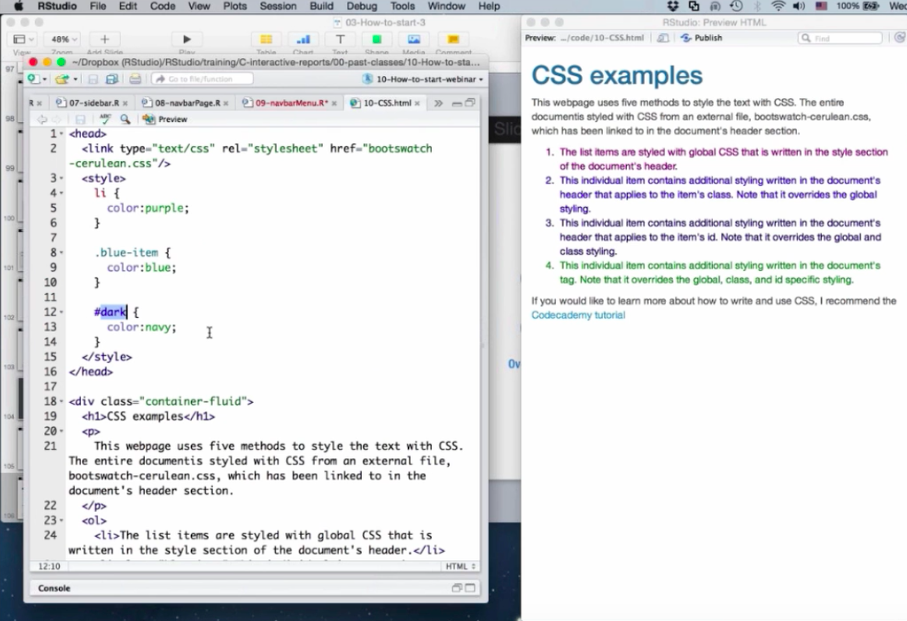 RStudio File Edit Code View Plots Session Build Debug Tools Window Help 100% Wed
03-How-to-start-3
48%
View Zoom Add Slide Play Table Chart Text Shape Media Comment
~/Dropbox (RStudio)/RStudio/training/C-interactive-reports/00-past-classes/10-How-to-sta...
Go to file/function 10-How-to-start-webinar
R 07-sidebar.R 08-navbarPage.R 09-navbarMenu.R* 10-CSS.html
ABC Preview
1 <head>
2 <link type="text/css" rel="stylesheet" href="bootswatch
-cerulean.css"/>
3 <style>
4 li {
5 color:purple;
6 }
7
8 .blue-item {
9 color:blue;
10 }
11
12 #dark {
13 color:navy;
14 }
15 </style>
16 </head>
17
18 <div class="container-fluid">
19 <h1>CSS examples</h1>
20 <p>
21 This webpage uses five methods to style the text with CSS.
The entire documentis styled with CSS from an external file,
bootswatch-cerulean.css, which has been linked to in the
document's header section.
22 </p>
23 <ol>
24 <li>The list items are styled with global CSS that is
written in the style section of the document's header.</li>
12:10 HTML
Console
97
98
99
100
101
102
103
104
Slid
Ov
RStudio: Preview HTML
Preview: .../code/10-CSS.html Publish Find
CSS examples
This webpage uses five methods to style the text with CSS. The entire
documentis styled with CSS from an external file, bootswatch-cerulean.css,
which has been linked to in the document's header section.
1. The list items are styled with global CSS that is written in the style section
of the document's header.
2. This individual item contains additional styling written in the document's
header that applies to the item's class. Note that it overrides the global
styling.
3. This individual item contains additional styling written in the document's
header that applies to the item's id. Note that it overrides the global and
class styling.
4. This individual item contains additional styling written in the document's
tag. Note that it overrides the global, class, and id specific styling.
If you would like to learn more about how to write and use CSS, I recommend the
Codecademy tutorial